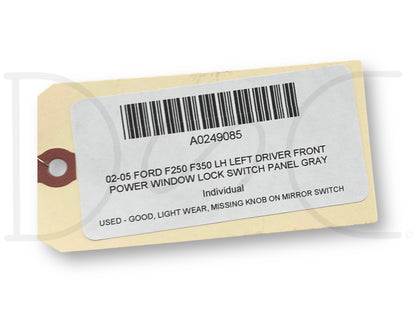 A0249085
02-05 FORD F250 F350 LH LEFT DRIVER FRONT
POWER WINDOW LOCK SWITCH PANEL GRAY
Individual
USED - GOOD, LIGHT WEAR, MISSING KNOB ON MIRROR SWITCH